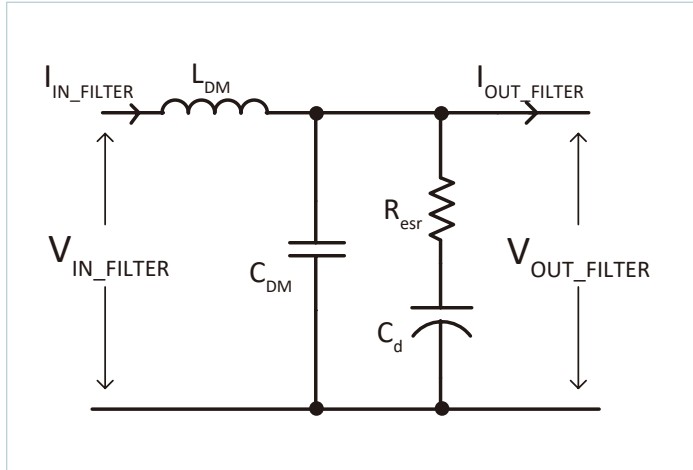 I_IN_FILTER
L_DM
I_OUT_FILTER
R_esr
V_IN_FILTER
V_OUT_FILTER
C_DM
C_d